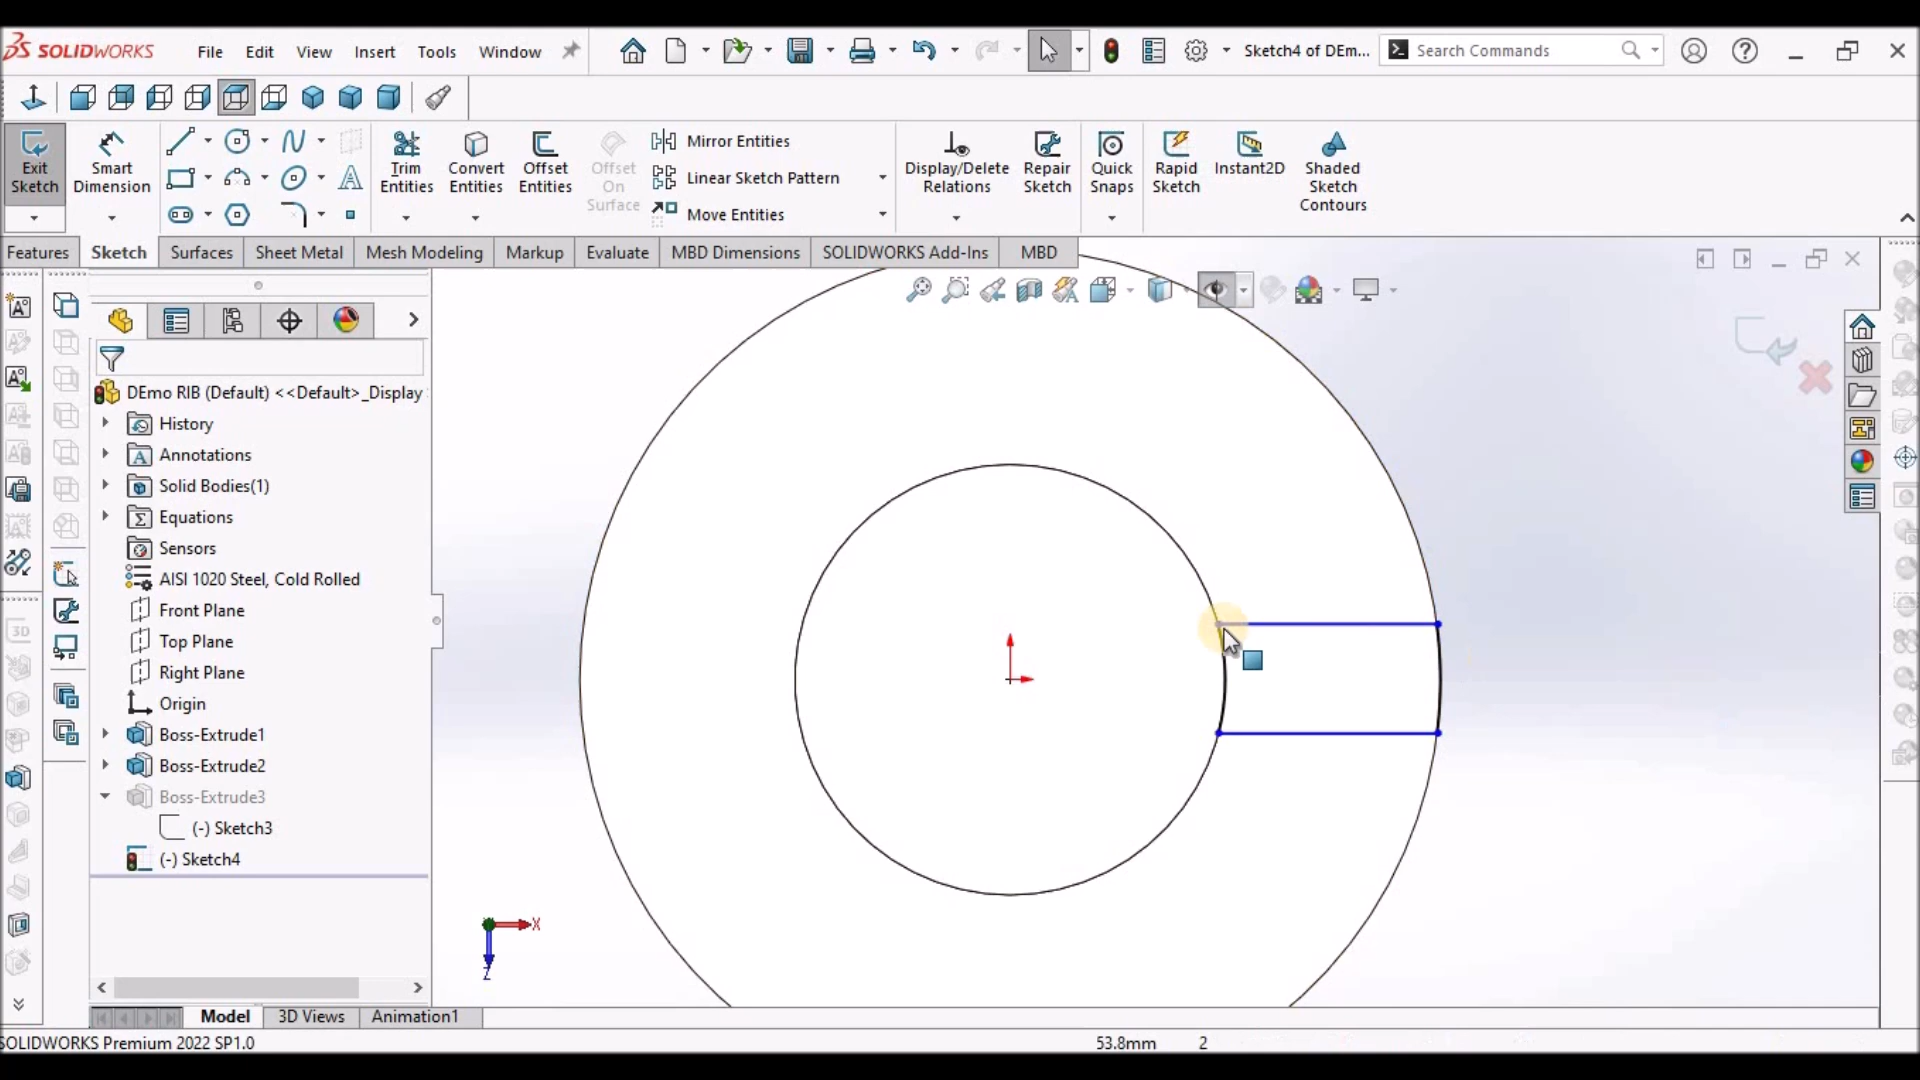 SOLIDWORKS File Edit View Insert Tools Window Sketch4 of DEm... Search Commands
Exit Sketch
Smart Dimension
Trim Entities
Convert Entities
Offset Entities
Offset On Surface
Mirror Entities
Linear Sketch Pattern
Move Entities
Display/Delete Relations
Repair Sketch
Quick Snaps
Rapid Sketch
Instant2D
Shaded Sketch Contours
Features Sketch Surfaces Sheet Metal Mesh Modeling Markup Evaluate MBD Dimensions SOLIDWORKS Add-Ins MBD
DEmo RIB (Default) <<Default>_Display
History
Annotations
Solid Bodies(1)
Equations
Sensors
AISI 1020 Steel, Cold Rolled
Front Plane
Top Plane
Right Plane
Origin
Boss-Extrude1
Boss-Extrude2
Boss-Extrude3
(-) Sketch3
(-) Sketch4
3D
X
Z
Model 3D Views Animation1
SOLIDWORKS Premium 2022 SP1.0 53.8mm 2